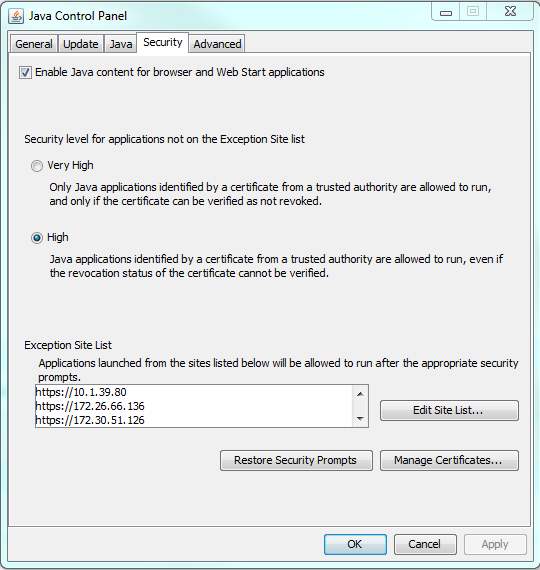 Java Control Panel
General Update Java Security Advanced
Enable Java content for browser and Web Start applications
Security level for applications not on the Exception Site list
Very High
Only Java applications identified by a certificate from a trusted authority are allowed to run,
and only if the certificate can be verified as not revoked.
High
Java applications identified by a certificate from a trusted authority are allowed to run, even if
the revocation status of the certificate cannot be verified.
Exception Site List
Applications launched from the sites listed below will be allowed to run after the appropriate security
prompts.
https://10.1.39.80
https://172.26.66.136
https://172.30.51.126
Edit Site List...
Restore Security Prompts Manage Certificates...
OK Cancel Apply